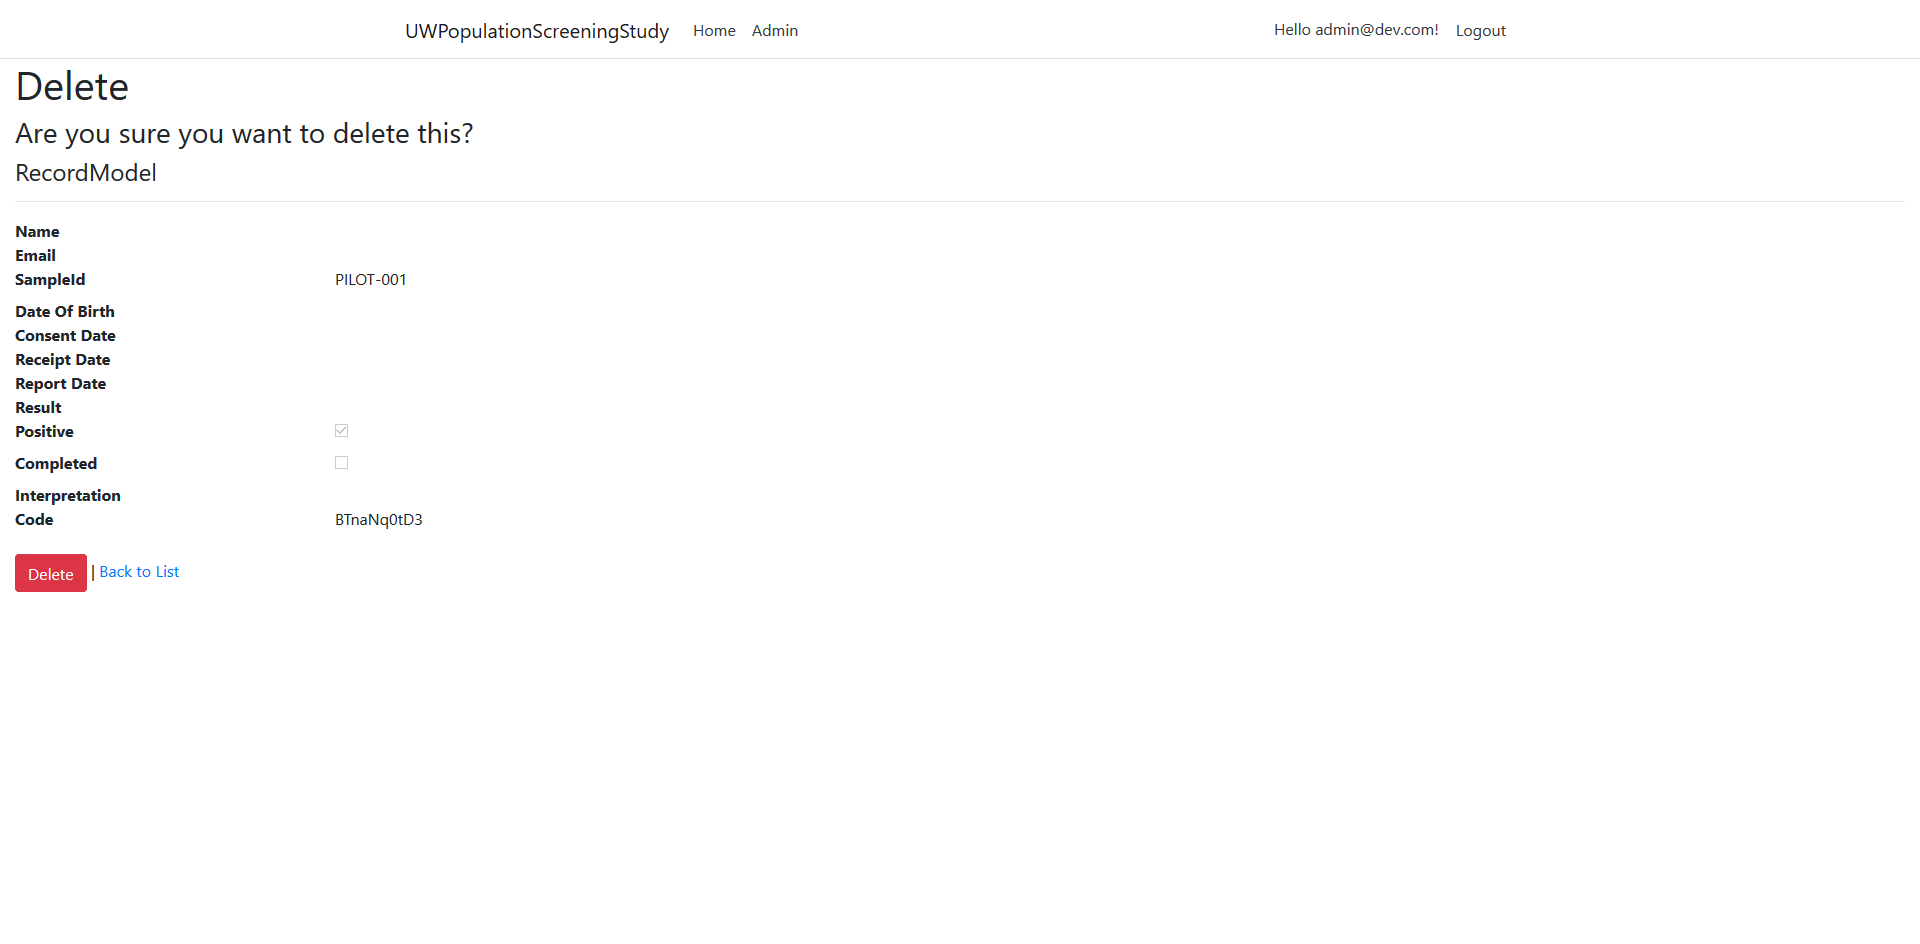 UWPopulationScreeningStudy Home Admin Hello admin@dev.com! Logout
Delete
Are you sure you want to delete this?
RecordModel
Name
Email
SampleId PILOT-001
Date Of Birth
Consent Date
Receipt Date
Report Date
Result
Positive
Completed
Interpretation
Code BTnaNq0tD3
Delete | Back to List